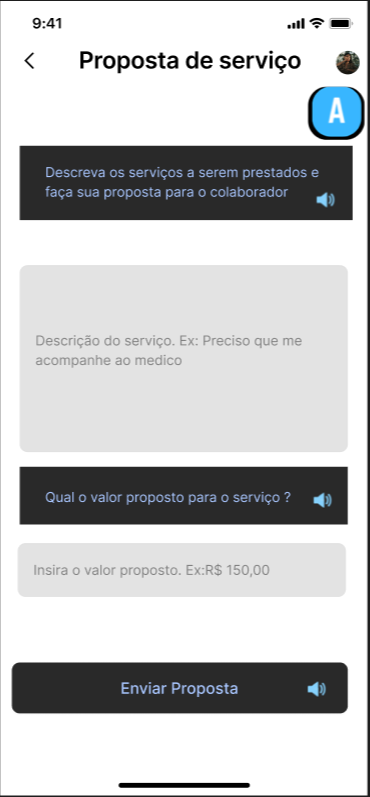 9:41
Proposta de serviço
A
Descreva os serviços a serem prestados e
faça sua proposta para o colaborador
Descrição do serviço. Ex: Preciso que me
acompanhe ao medico
Qual o valor proposto para o serviço ?
Insira o valor proposto. Ex:R$ 150,00
Enviar Proposta